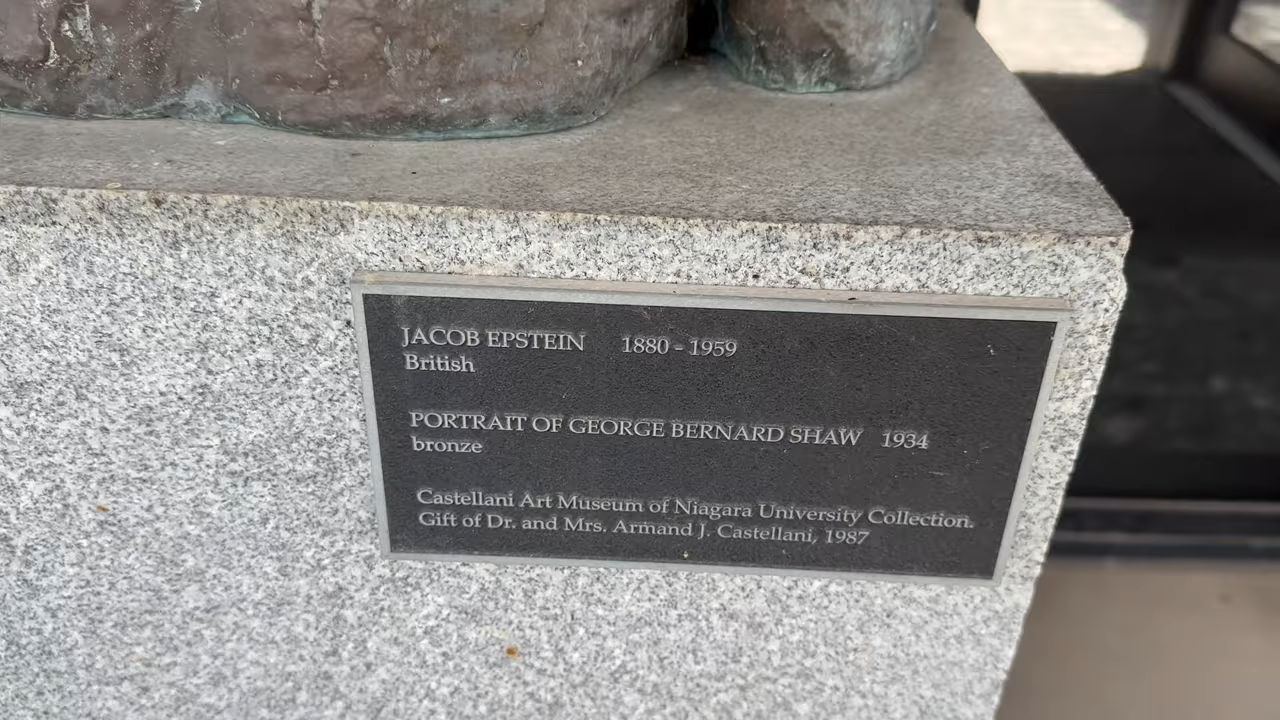 JACOB EPSTEIN 1880 - 1959
British
PORTRAIT OF GEORGE BERNARD SHAW 1934
bronze
Castellani Art Museum of Niagara University Collection.
Gift of Dr. and Mrs. Armand J. Castellani, 1987